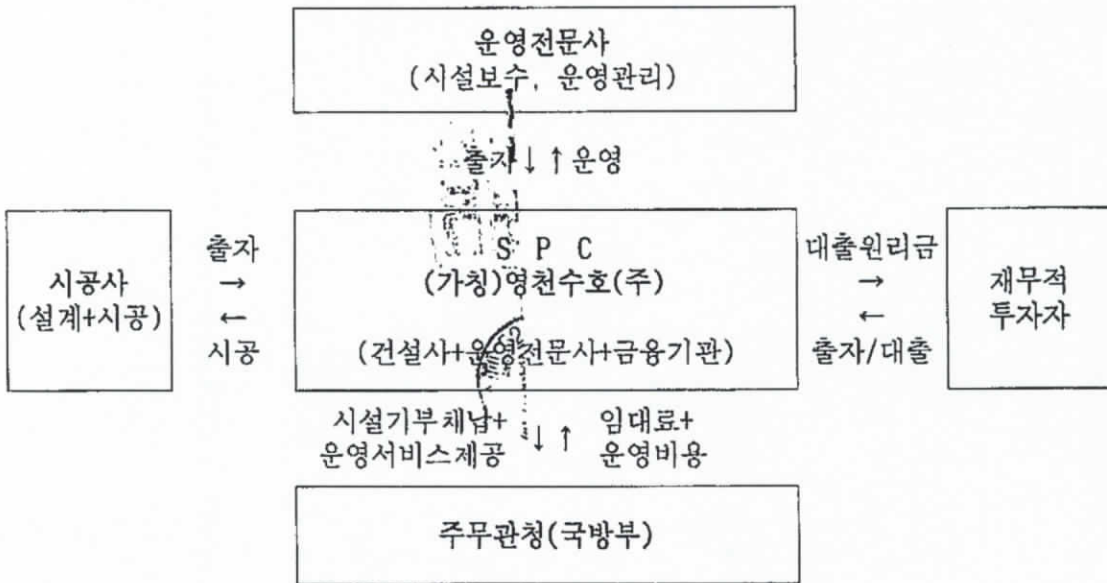 운영전문사
(시설보수, 운영관리)
출자 ↓ ↑ 운영
시공사
(설계+시공)
출자
→
←
시공
S P C
(가칭)영천수호(주)
(건설사+운영전문사+금융기관)
대출원리금
→
←
출자/대출
재무적
투자자
시설기부채납+
운영서비스제공
↓ ↑
임대료+
운영비용
주무관청(국방부)